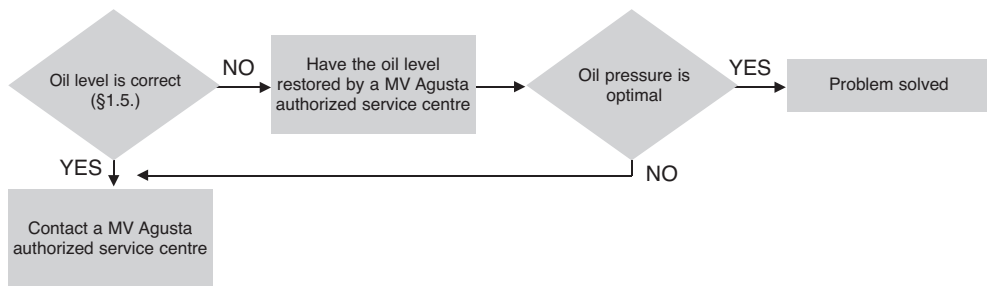 Oil level is correct
(§1.5.)
NO
Have the oil level
restored by a MV Agusta
authorized service centre
Oil pressure is
optimal
YES
Problem solved
YES
NO
Contact a MV Agusta
authorized service centre